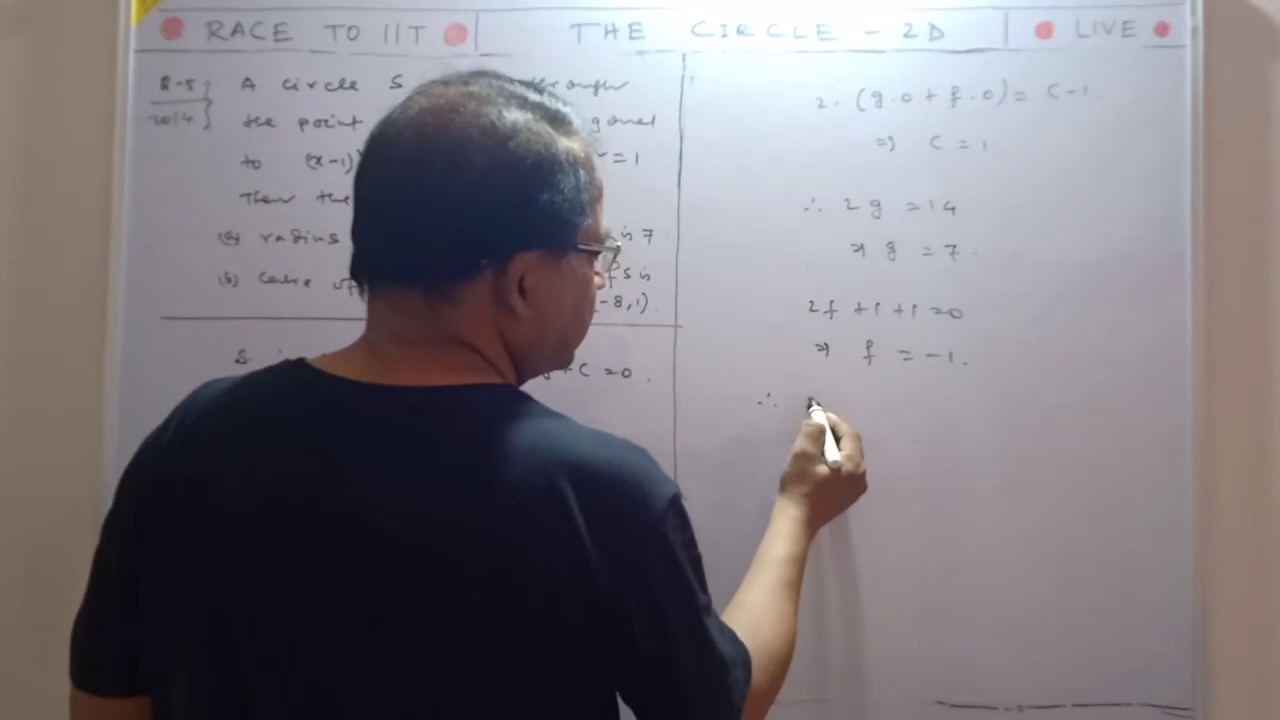 RACE TO IIT
THE CIRCLE - 2D
LIVE
Q-5
2014
A circle S through
the point gonal
to (x-1) =1
Then the
(a) radius is 7
(b) Centre of f S is
(-8,1)
S
+ C = 0.
2. (g.0 + f.0) = C-1.
=> C = 1
∴ 2g = 14
=> g = 7.
2f + 1 + 1 = 0
=> f = -1.
∴